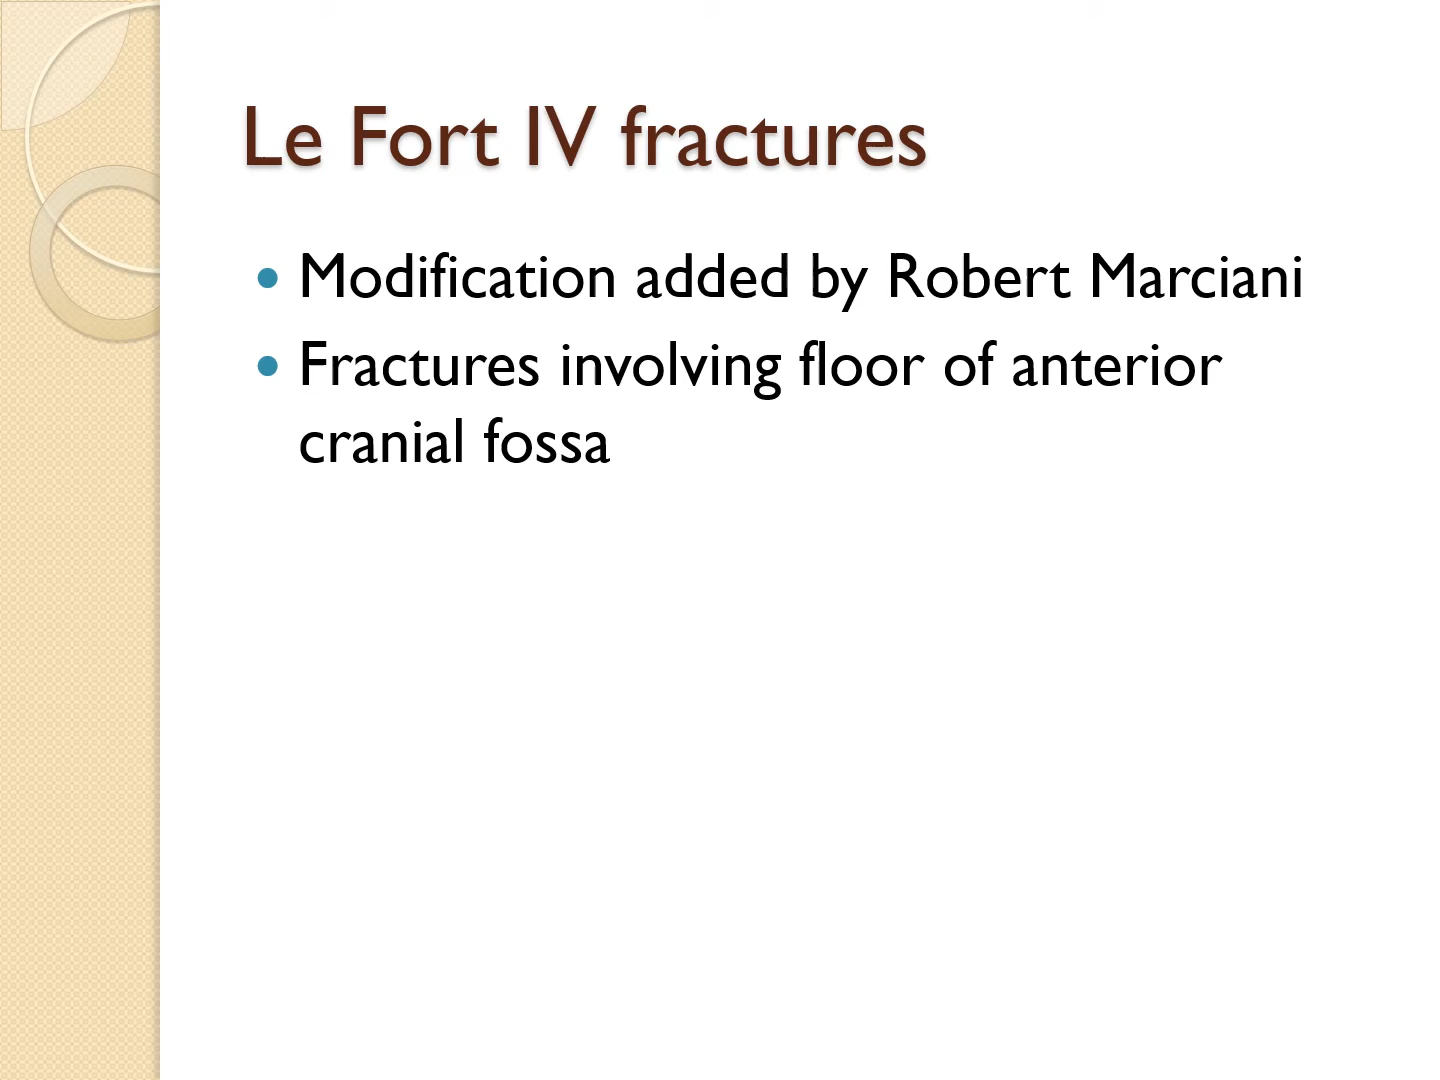 Le Fort IV fractures
• Modification added by Robert Marciani
• Fractures involving floor of anterior
cranial fossa